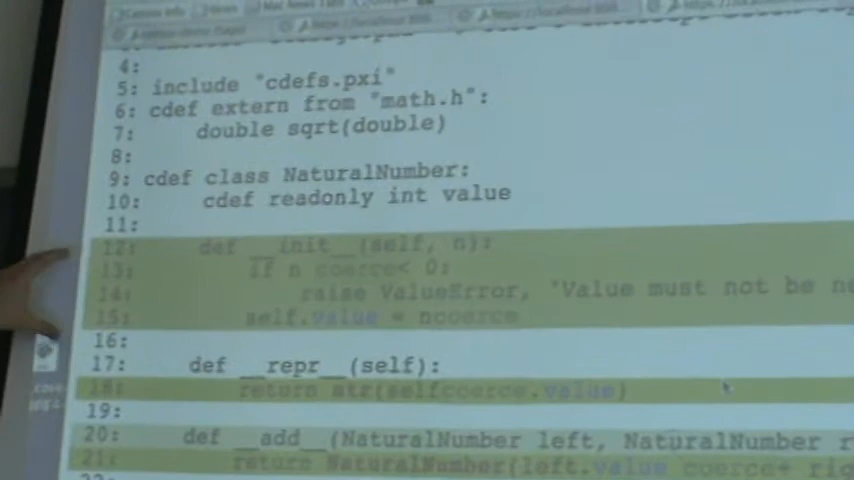 4:
5: include "cdefs.pxi"
6: cdef extern from "math.h":
7: double sqrt(double)
8:
9: cdef class NaturalNumber:
10: cdef readonly int value
11:
12: def __init__(self, n):
13: if n coerce< 0:
14: raise ValueError, 'Value must not be
15: self.value = ncoerce
16:
17: def __repr__(self):
18: return str(selfcoerce.value)
19:
20: def __add__(NaturalNumber left, NaturalNumber
21: return NaturalNumber(left.value coerce+